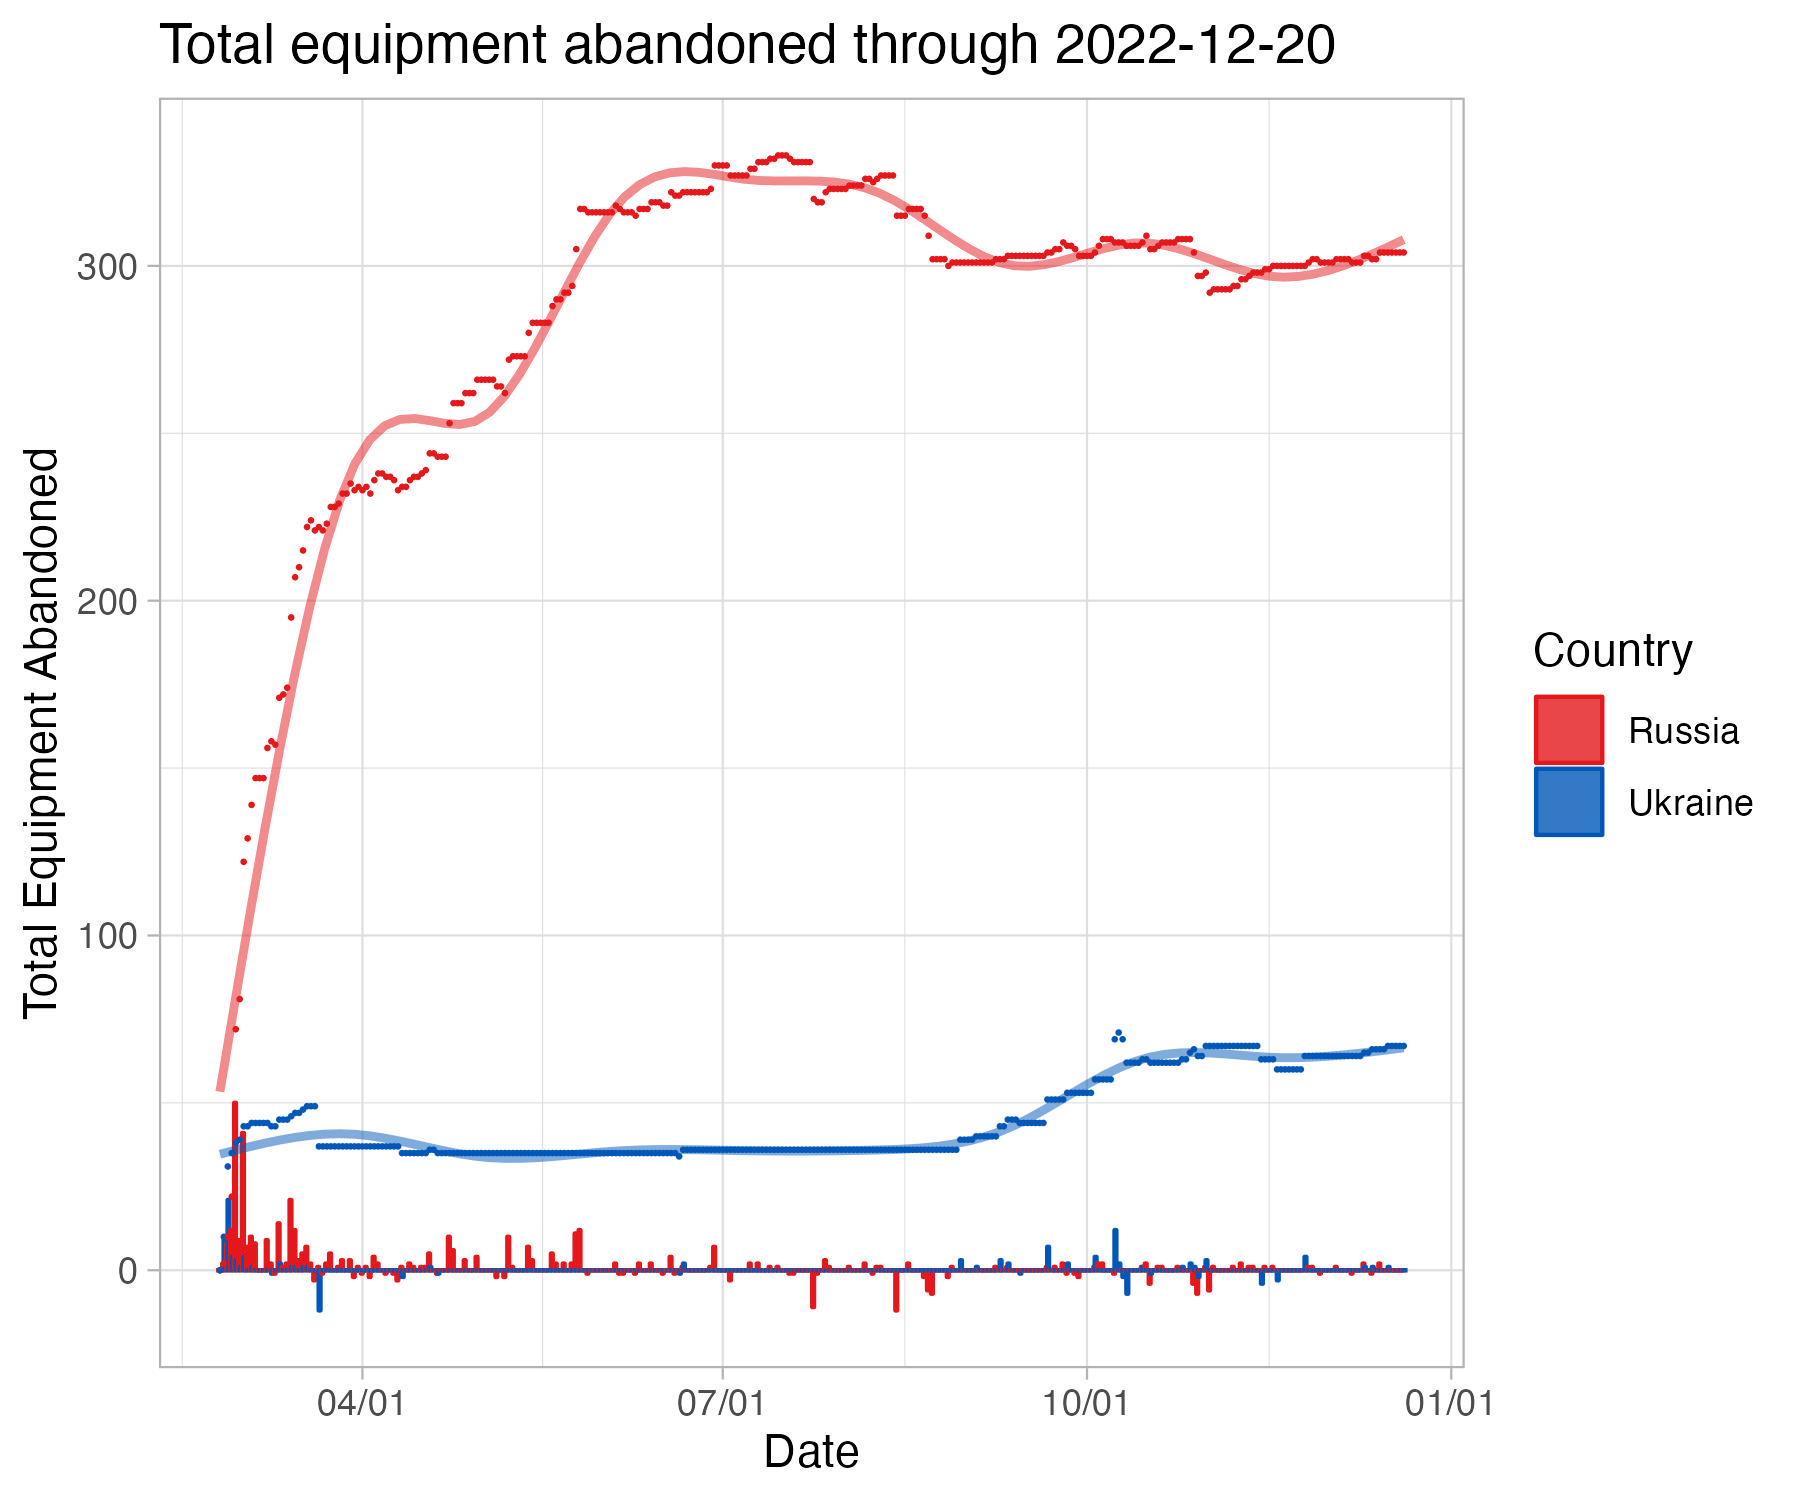 Total equipment abandoned through 2022-12-20
Total Equipment Abandoned
300
200
100
0
04/01
07/01
10/01
01/01
Date
Country
Russia
Ukraine